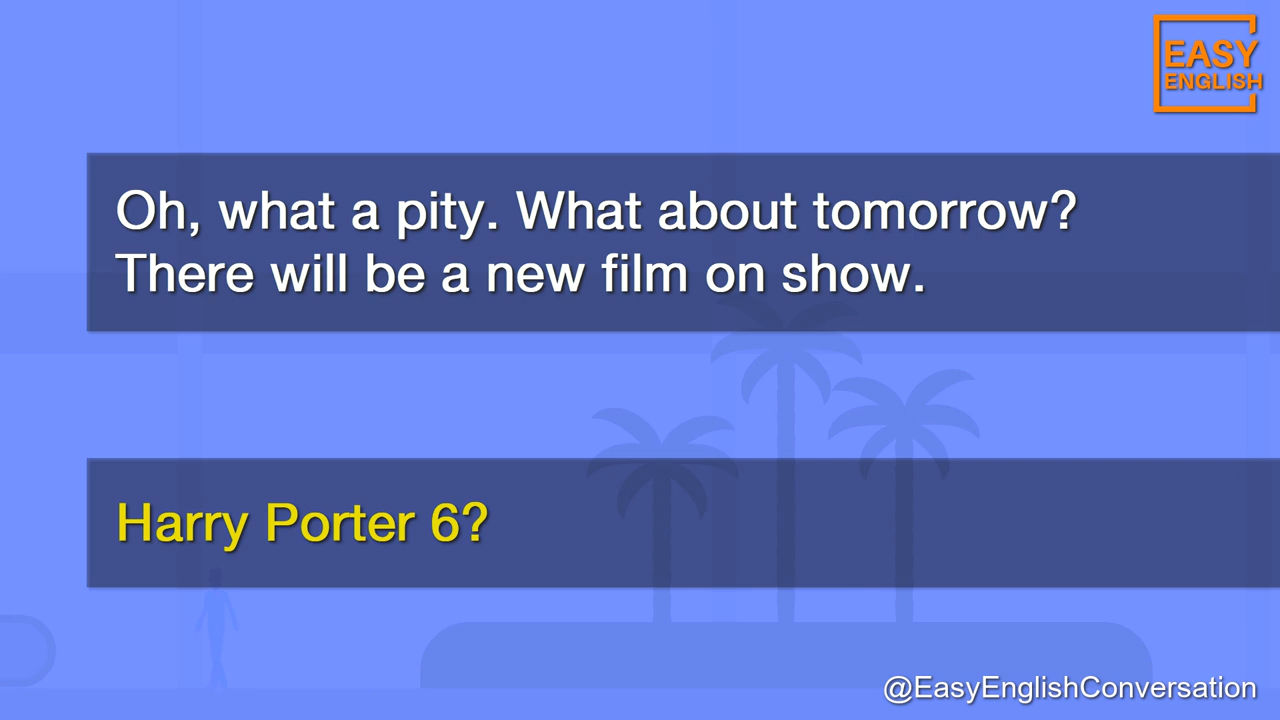 EASY
ENGLISH
Oh, what a pity. What about tomorrow?
There will be a new film on show.
Harry Porter 6?
@EasyEnglishConversation